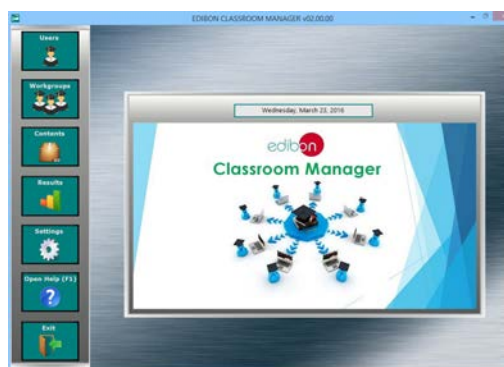 EDIBON CLASSROOM MANAGER v02.00.00
Users
Workgroups
Contents
Results
Settings
Open Help (F1)
Exit
Wednesday, March 23, 2016
edibon
Classroom Manager